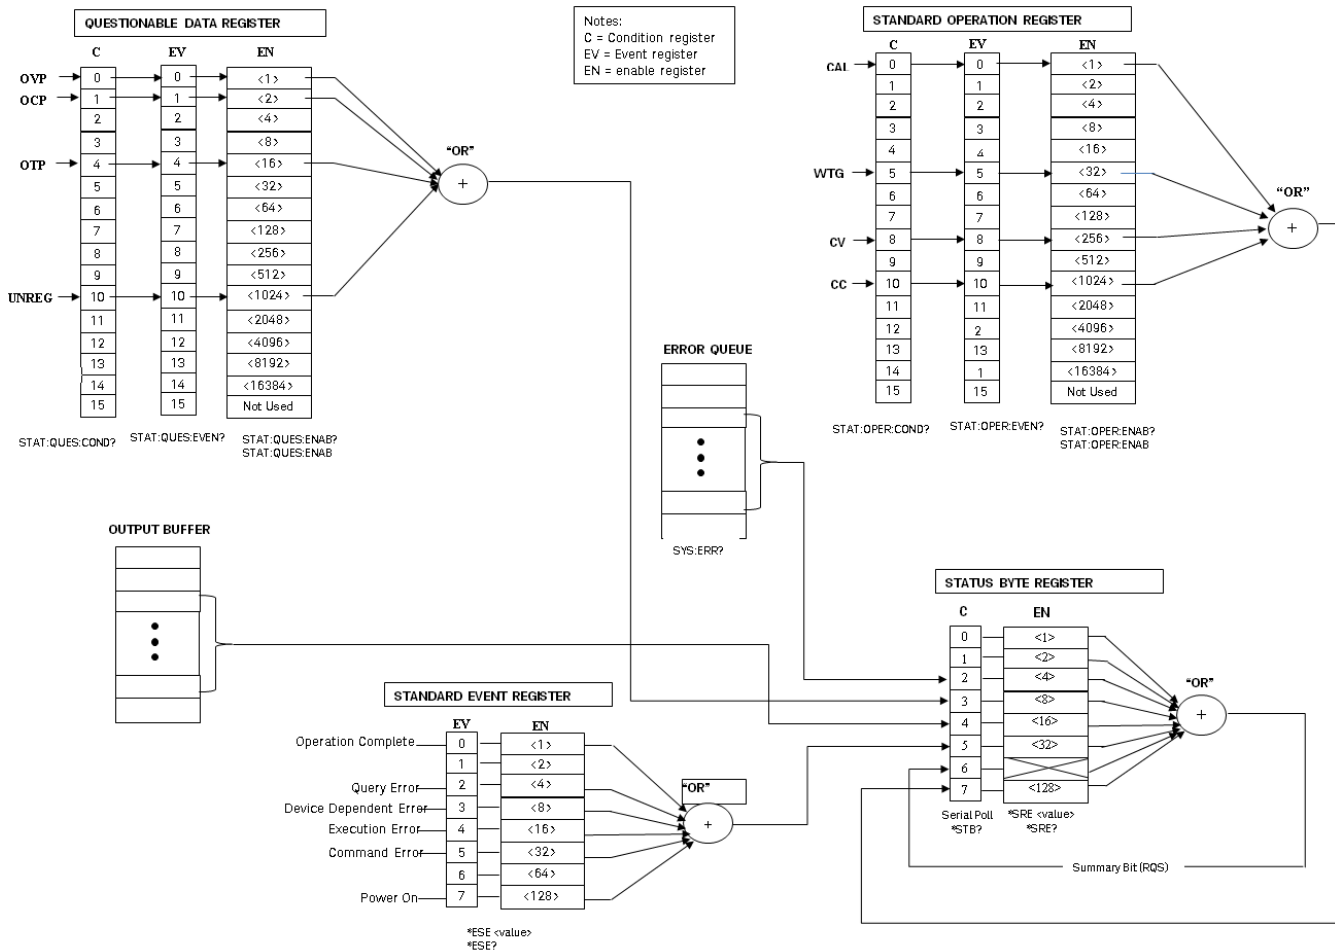 QUESTIONABLE DATA REGISTER
C EV EN
OVP 0 0 <1>
OCP 1 1 <2>
2 2 <4>
3 3 <8>
OTP 4 4 <16>
5 5 <32>
6 6 <64>
7 7 <128>
8 8 <256>
9 9 <512>
UNREG 10 10 <1024>
11 11 <2048>
12 12 <4096>
13 13 <8192>
14 14 <16384>
15 15 Not Used
STAT:QUES:COND? STAT:QUES:EVEN? STAT:QUES:ENAB?
STAT:QUES:ENAB
"OR"
+
Notes:
C = Condition register
EV = Event register
EN = enable register
STANDARD OPERATION REGISTER
C EV EN
CAL 0 0 <1>
1 1 <2>
2 2 <4>
3 3 <8>
4 4 <16>
WTG 5 5 <32>
6 6 <64>
7 7 <128>
CV 8 8 <256>
9 9 <512>
CC 10 10 <1024>
11 11 <2048>
12 2 <4096>
13 13 <8192>
14 1 <16384>
15 15 Not Used
STAT:OPER:COND? STAT:OPER:EVEN? STAT:OPER:ENAB?
STAT:OPER:ENAB
"OR"
+
ERROR QUEUE
SYS:ERR?
OUTPUT BUFFER
STANDARD EVENT REGISTER
EV EN
Operation Complete 0 <1>
1 <2>
Query Error 2 <4>
Device Dependent Error 3 <8>
Execution Error 4 <16>
Command Error 5 <32>
6 <64>
Power On 7 <128>
*ESE <value>
*ESE?
"OR"
+
STATUS BYTE REGISTER
C EN
0 <1>
1 <2>
2 <4>
3 <8>
4 <16>
5 <32>
6
7 <128>
Serial Poll *SRE <value>
*STB? *SRE?
"OR"
+
Summary Bit (RQS)